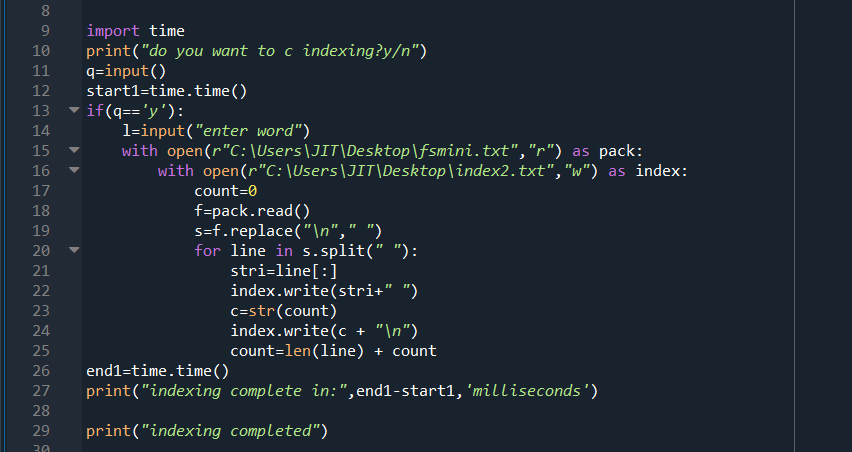 8
9 import time
10 print("do you want to c indexing?y/n")
11 q=input()
12 start1=time.time()
13 if(q=='y'):
14     l=input("enter word")
15     with open(r"C:\Users\JIT\Desktop\fsmini.txt","r") as pack:
16         with open(r"C:\Users\JIT\Desktop\index2.txt","w") as index:
17             count=0
18             f=pack.read()
19             s=f.replace("\n"," ")
20             for line in s.split(" "):
21                 stri=line[:]
22                 index.write(stri+" ")
23                 c=str(count)
24                 index.write(c + "\n")
25                 count=len(line) + count
26 end1=time.time()
27 print("indexing complete in:",end1-start1,'milliseconds')
28
29 print("indexing completed")
30